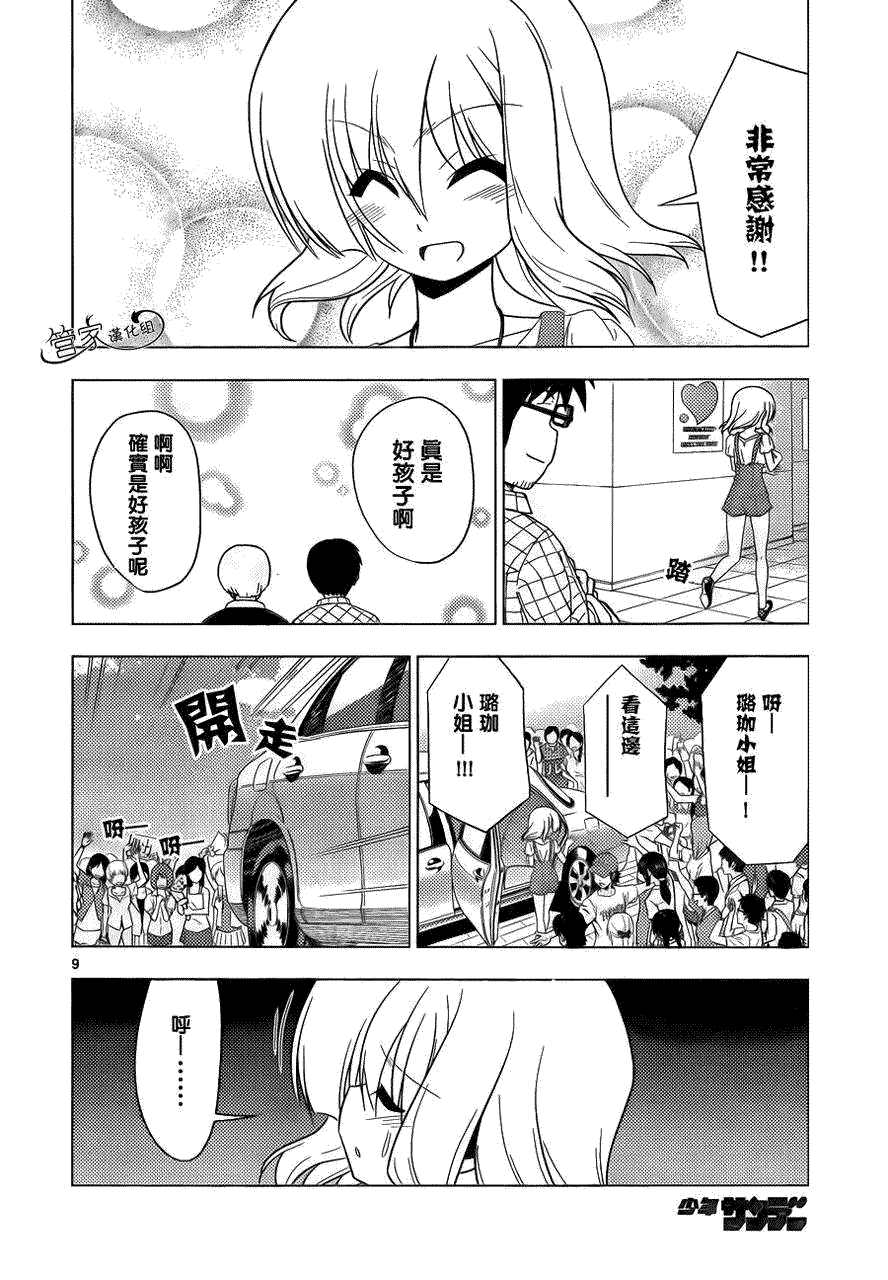 非常感謝!!
管家漢化組
踏
眞是
好孩子啊
啊啊
確實是好孩子呢
呀—
璐珈小姐—!
看這邊
——
璐珈
小姐—!!!
開走
呀—
呀—
9
呼—……
少年サンデー